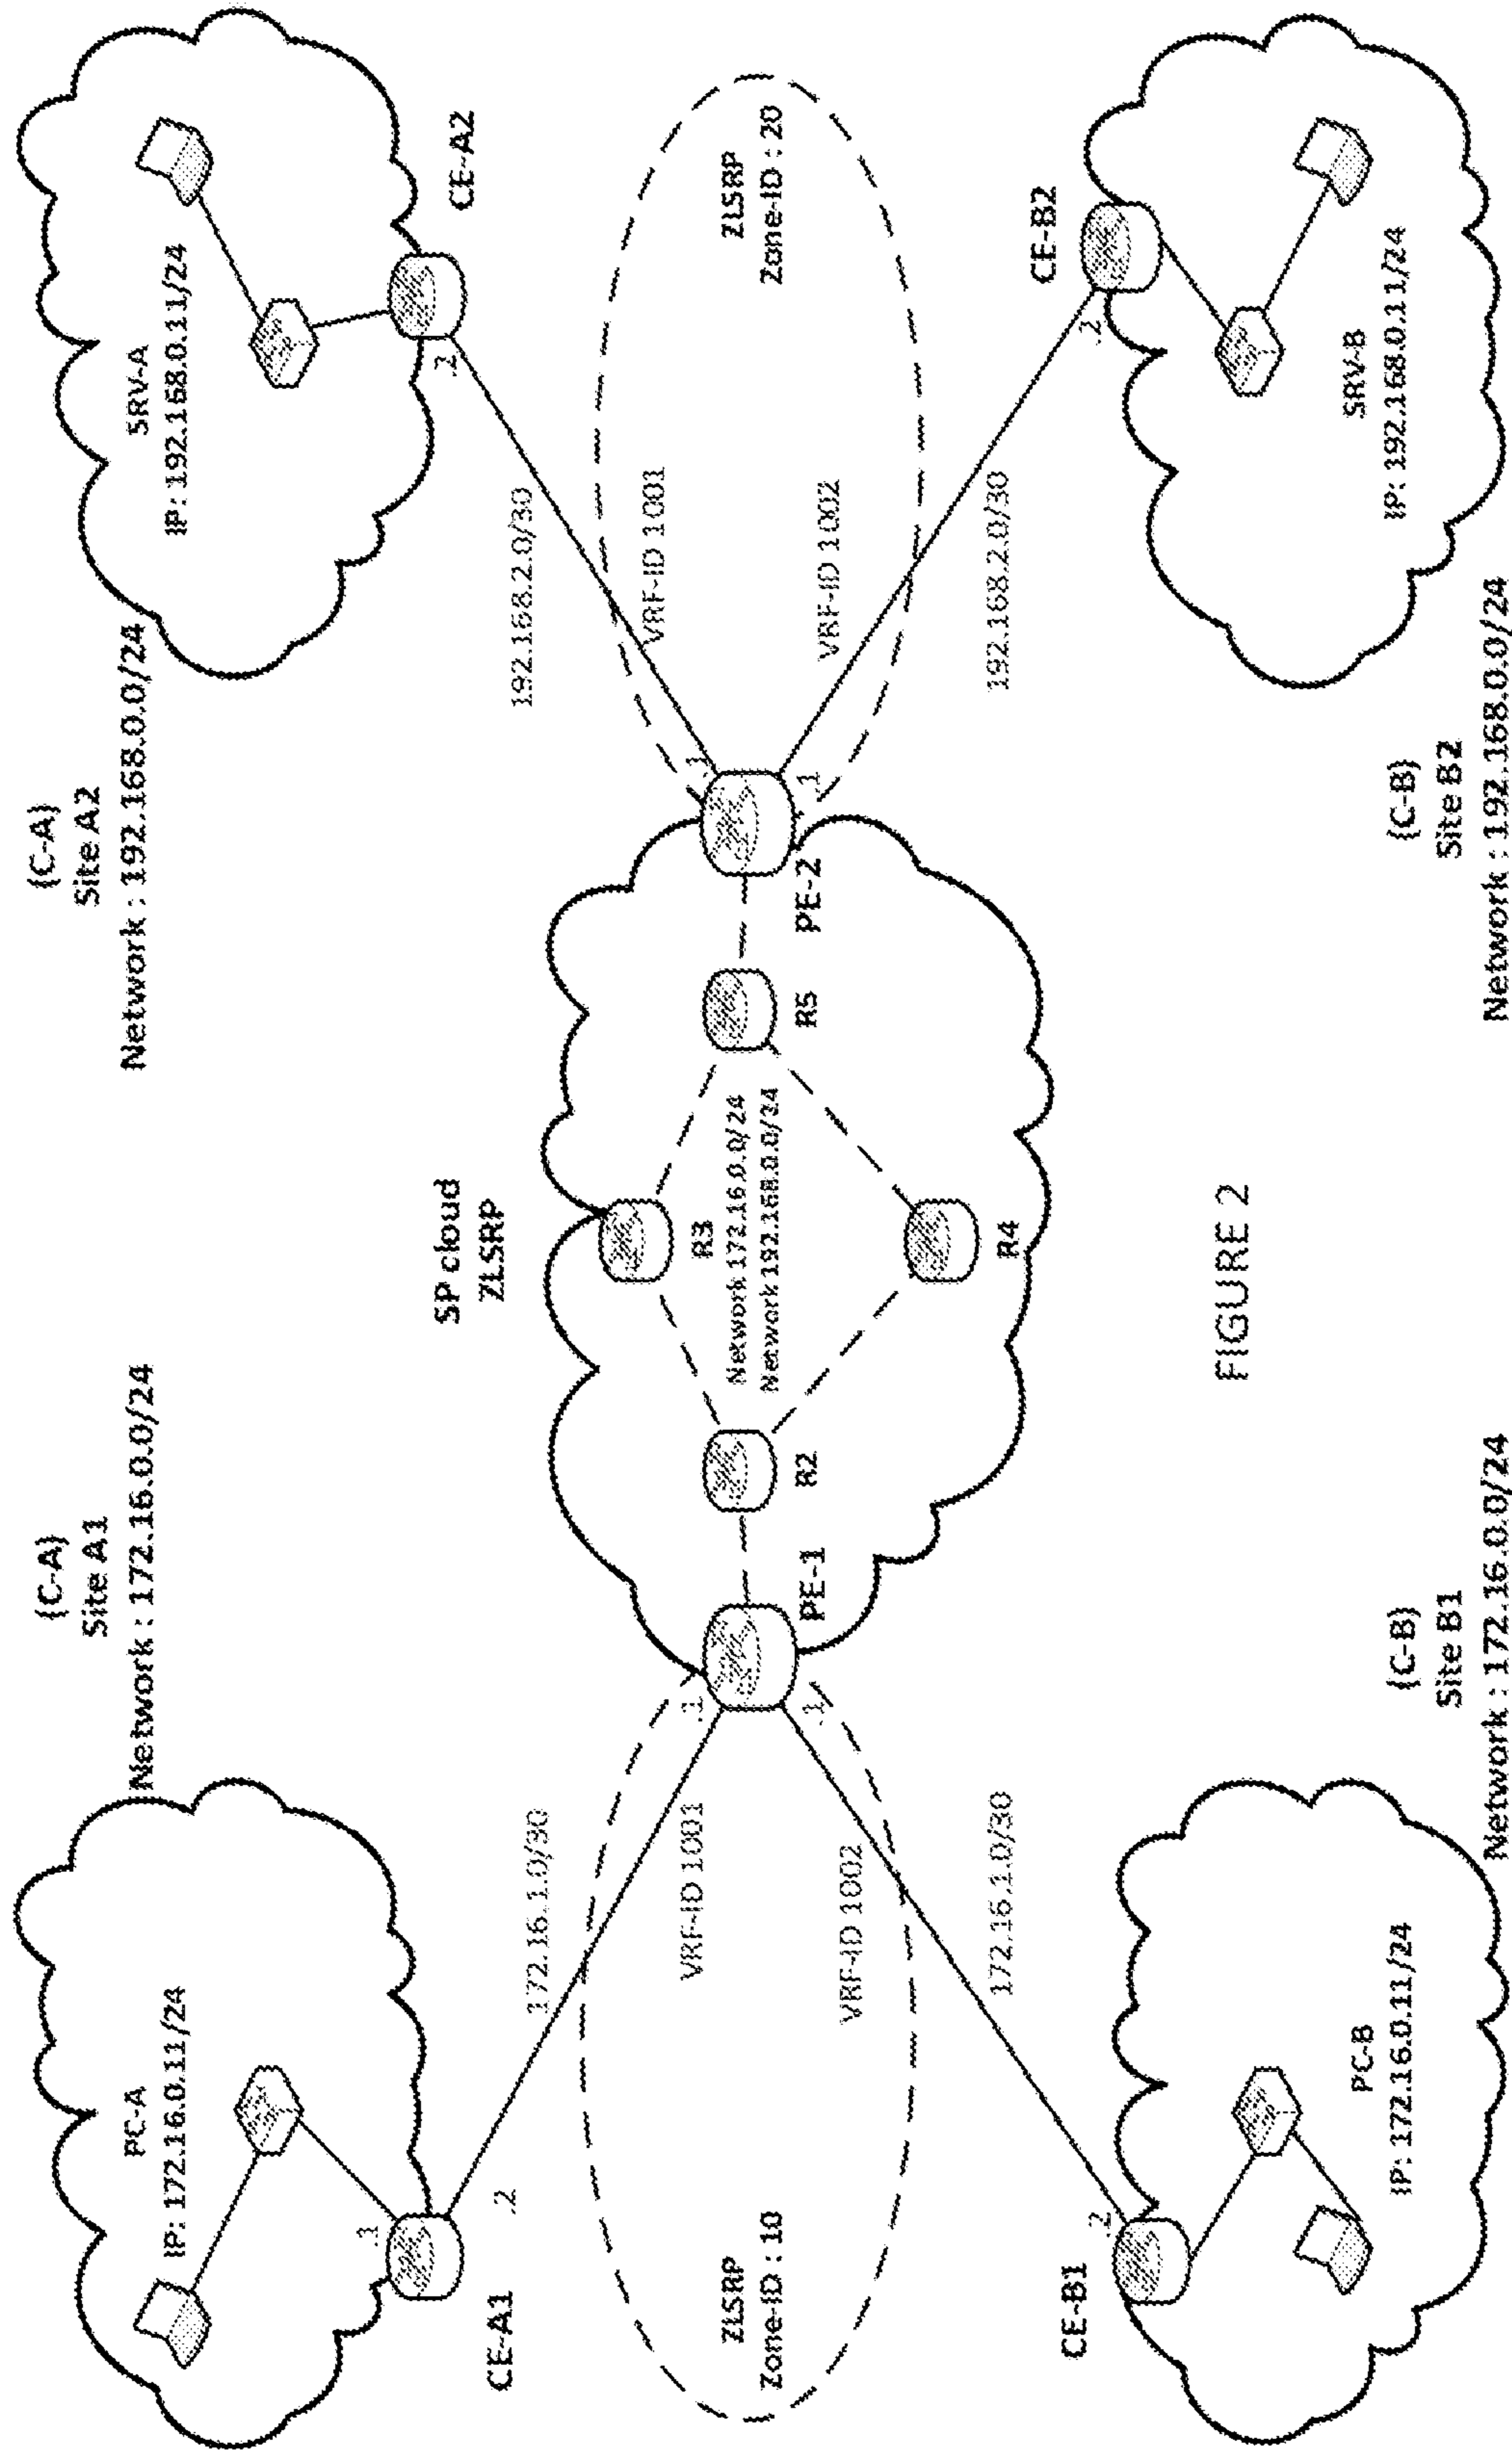 {C-A}
Site A1
Network : 172.16.0.0/24
{C-A}
Site A2
Network : 192.168.0.0/24
PC-A
IP: 172.16.0.11/24
.1
CE-A1
.2
172.16.1.0/30
.1
VRF-ID 1001
SP cloud
ZLSRP
SRV-A
IP: 192.168.0.11/24
.2
CE-A2
192.168.2.0/30
.1
VRF-ID 1001
ZLSRP
Zone-ID : 10
PE-1
R2
R3
Network 172.16.0.0/24
Network 192.168.0.0/24
R4
R5
PE-2
ZLSRP
Zone-ID : 20
VRF-ID 1002
.1
172.16.1.0/30
.2
CE-B1
VRF-ID 1002
.1
192.168.2.0/30
.2
CE-B2
PC-B
IP: 172.16.0.11/24
SRV-B
IP: 192.168.0.11/24
{C-B}
Site B1
Network : 172.16.0.0/24
{C-B}
Site B2
Network : 192.168.0.0/24
FIGURE 2